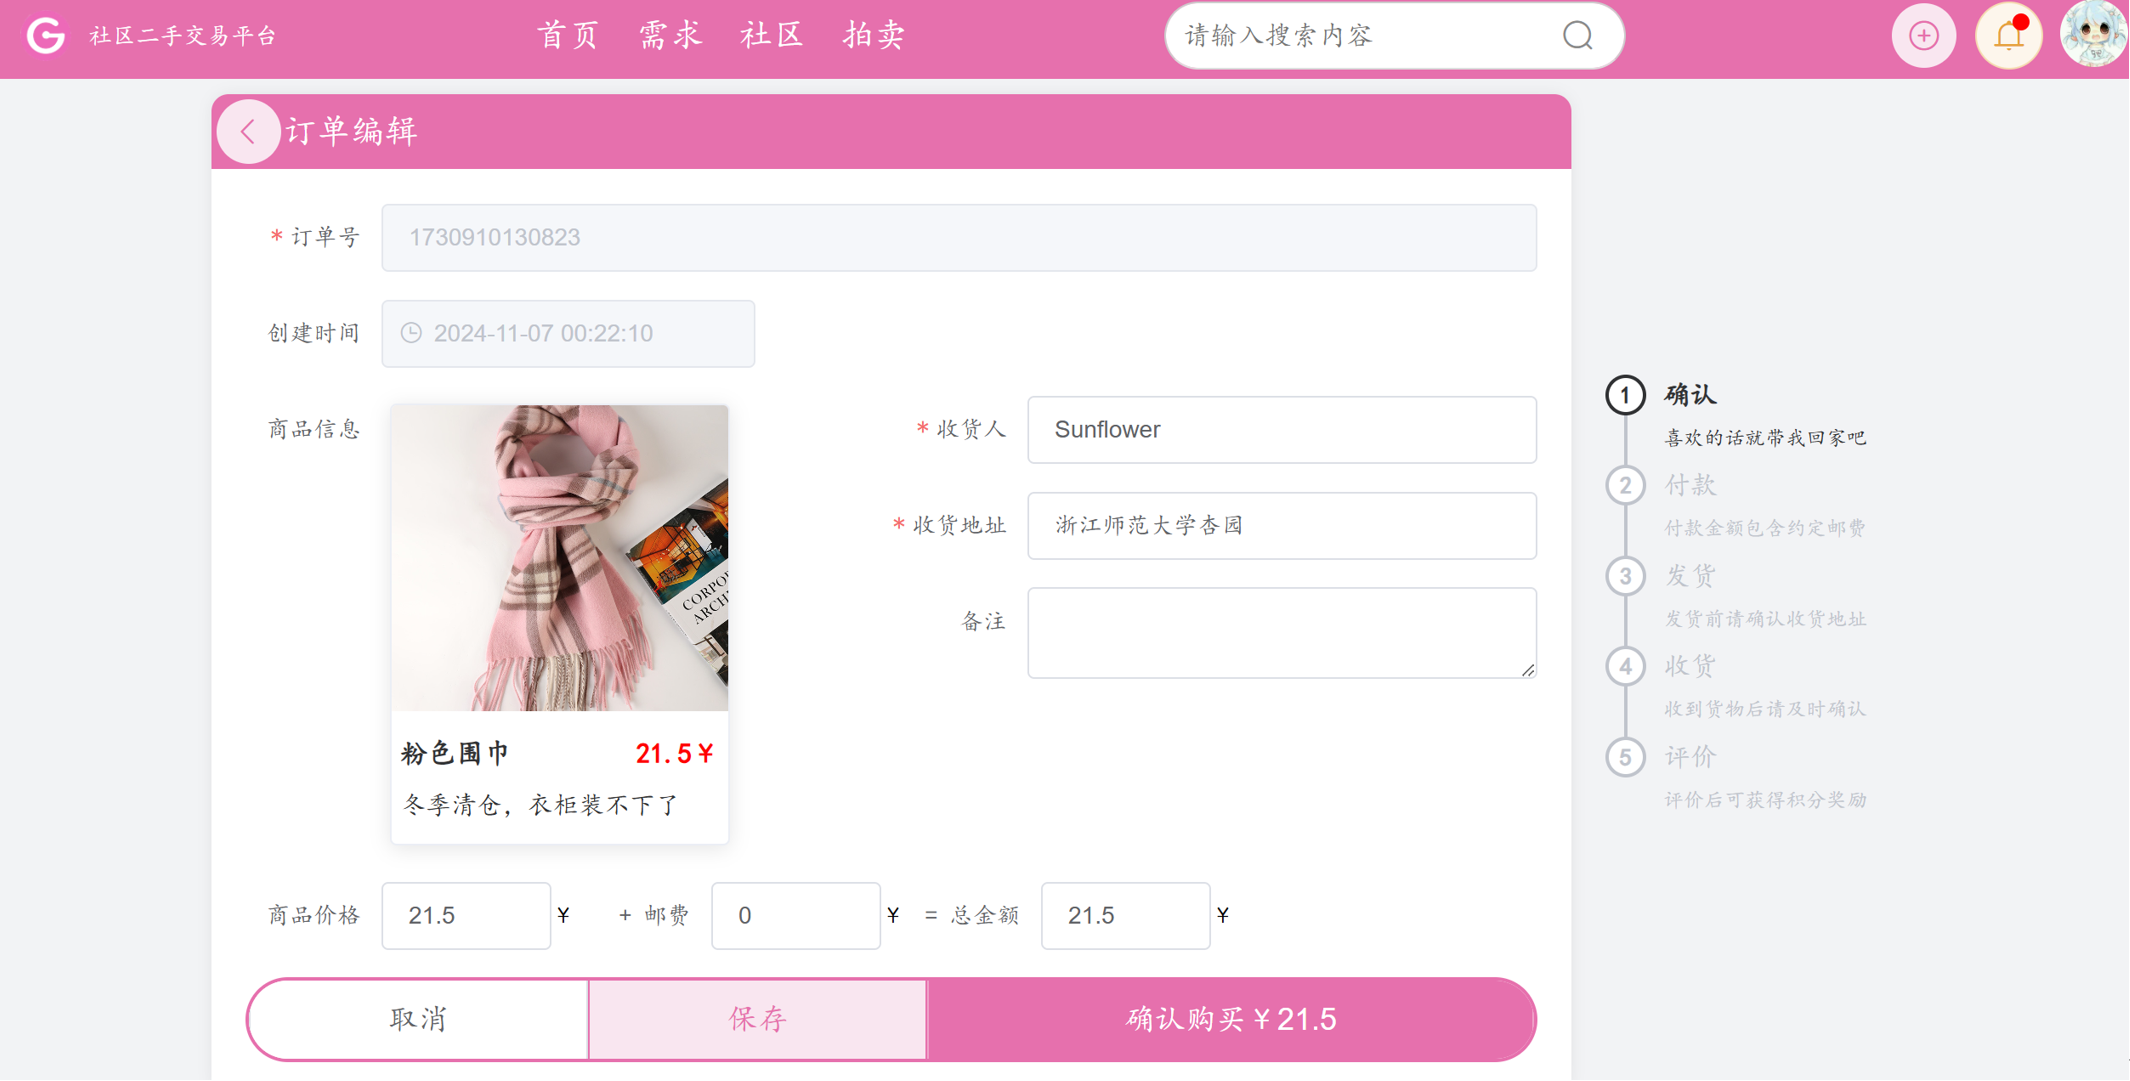 社区二手交易平台 首页 需求 社区 拍卖 请输入搜索内容
订单编辑
* 订单号 1730910130823
创建时间 2024-11-07 00:22:10
商品信息
CORPO
ARCHI
粉色围巾 21.5￥
冬季清仓，衣柜装不下了
* 收货人 Sunflower
* 收货地址 浙江师范大学杏园
备注
商品价格 21.5 ￥ + 邮费 0 ￥ = 总金额 21.5 ￥
取消 保存 确认购买￥21.5
1 确认
喜欢的话就带我回家吧
2 付款
付款金额包含约定邮费
3 发货
发货前请确认收货地址
4 收货
收到货物后请及时确认
5 评价
评价后可获得积分奖励